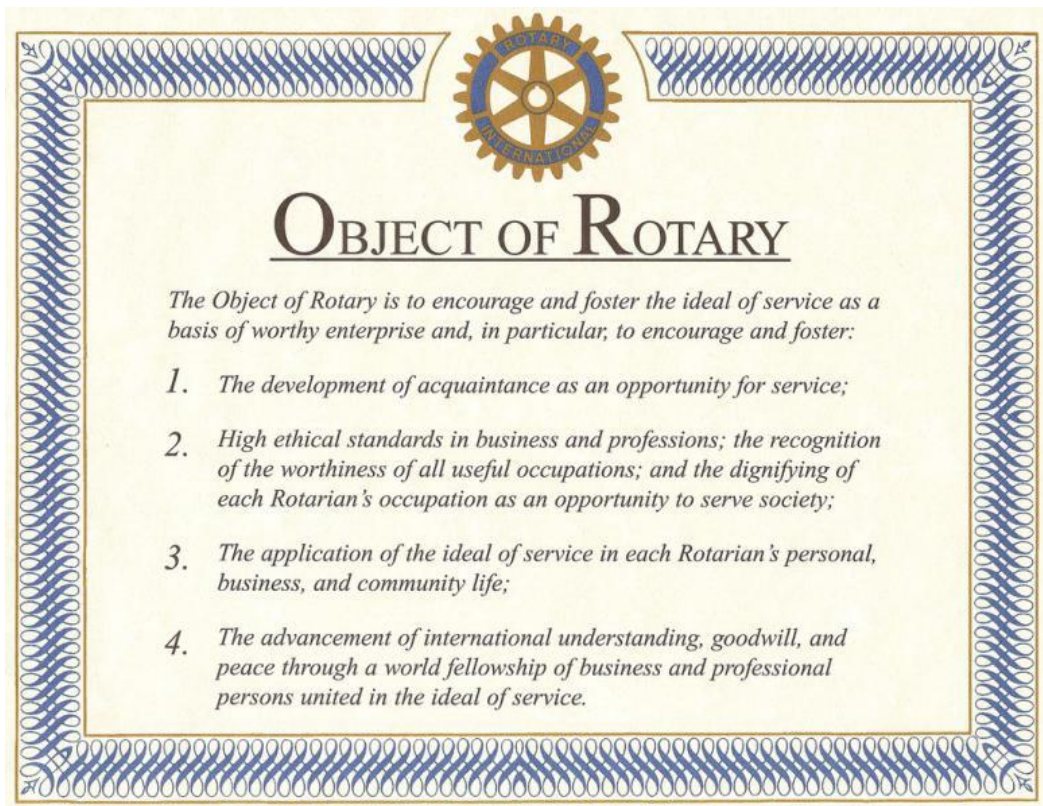 ROTARY
INTERNATIONAL
OBJECT OF ROTARY
The Object of Rotary is to encourage and foster the ideal of service as a
basis of worthy enterprise and, in particular, to encourage and foster:
1. The development of acquaintance as an opportunity for service;
2. High ethical standards in business and professions; the recognition
of the worthiness of all useful occupations; and the dignifying of
each Rotarian's occupation as an opportunity to serve society;
3. The application of the ideal of service in each Rotarian's personal,
business, and community life;
4. The advancement of international understanding, goodwill, and
peace through a world fellowship of business and professional
persons united in the ideal of service.